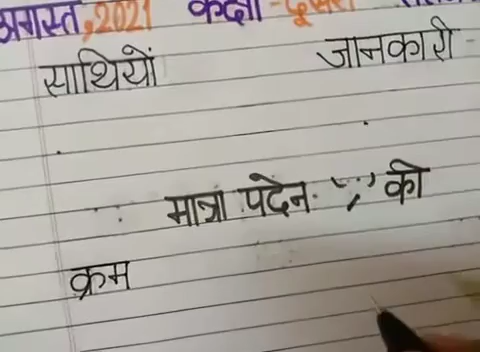 अगस्त, 2021 कक्षा - दूसरी
साथियों जानकारी -
मात्रा पदेन की
क्रम